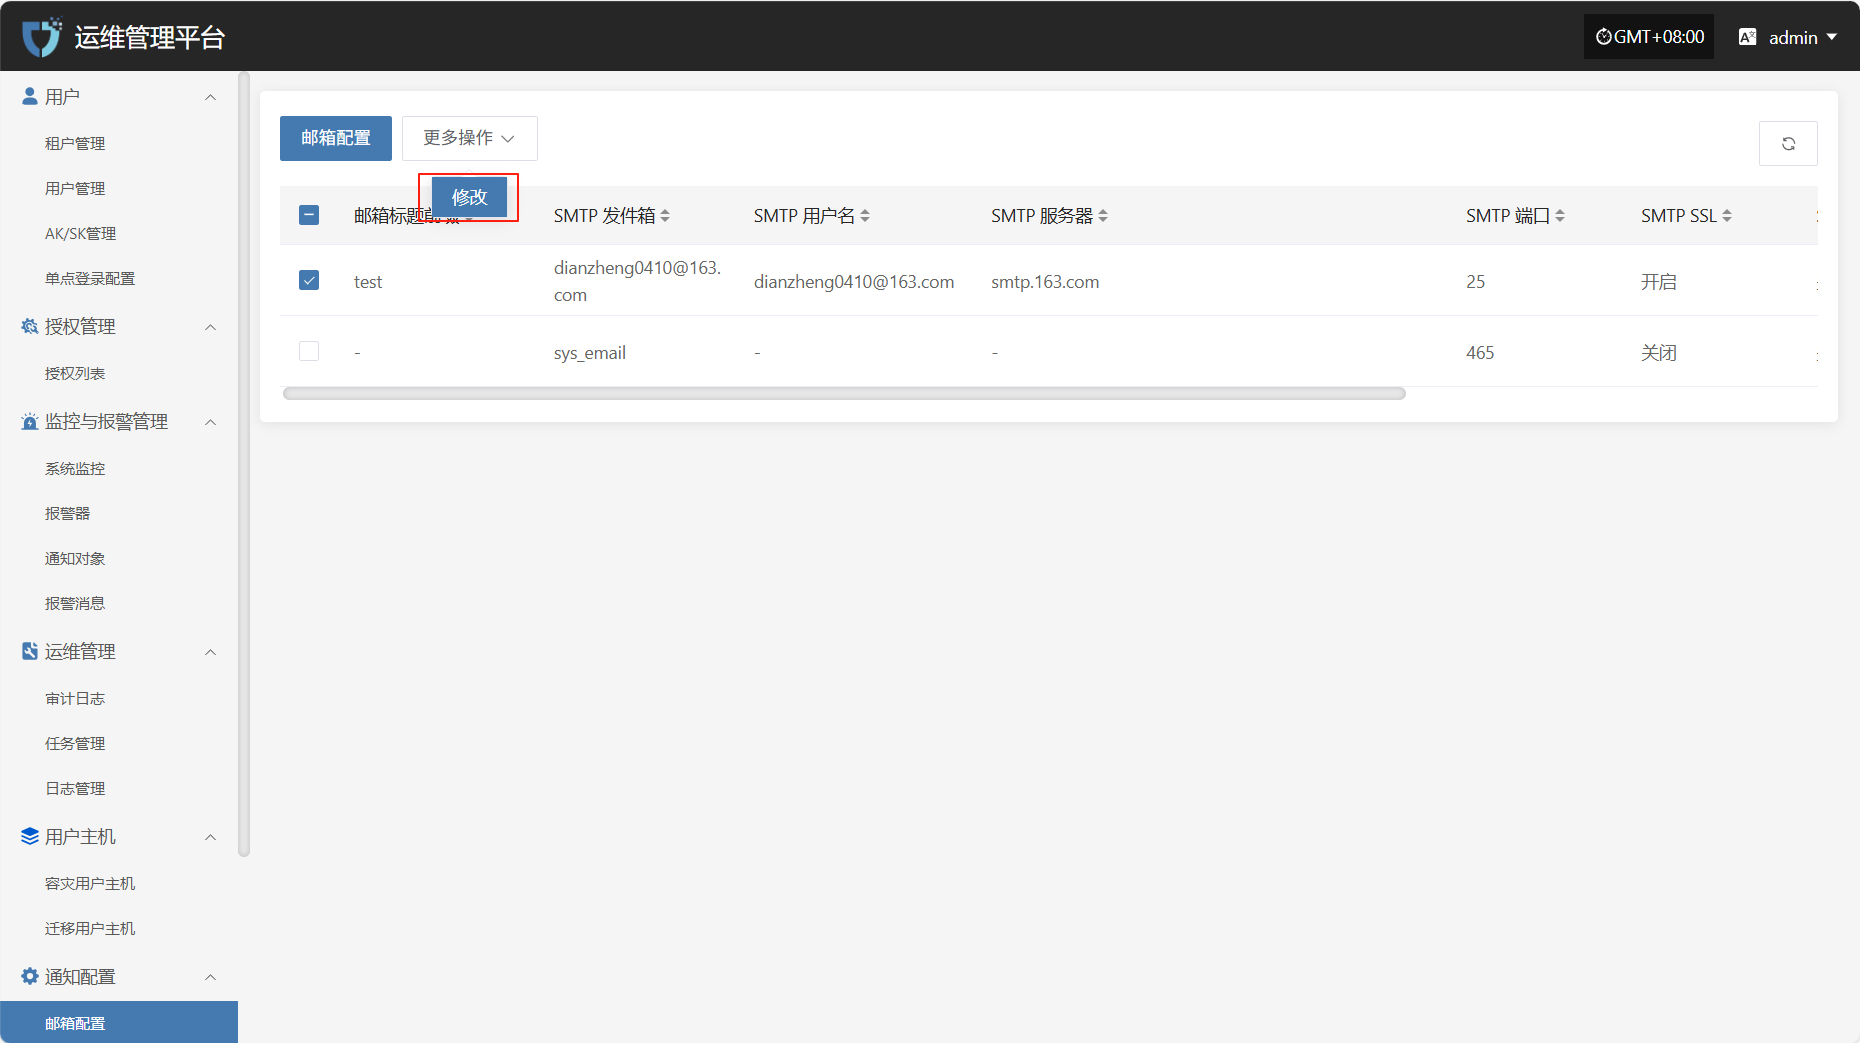 运维管理平台
GMT+08:00
admin
用户
租户管理
用户管理
AK/SK管理
单点登录配置
授权管理
授权列表
监控与报警管理
系统监控
报警器
通知对象
报警消息
运维管理
审计日志
任务管理
日志管理
用户主机
容灾用户主机
迁移用户主机
通知配置
邮箱配置
邮箱配置
更多操作
修改
邮箱标题前缀
SMTP 发件箱
SMTP 用户名
SMTP 服务器
SMTP 端口
SMTP SSL
test
dianzheng0410@163.
com
dianzheng0410@163.com
smtp.163.com
25
开启
-
sys_email
-
-
465
关闭